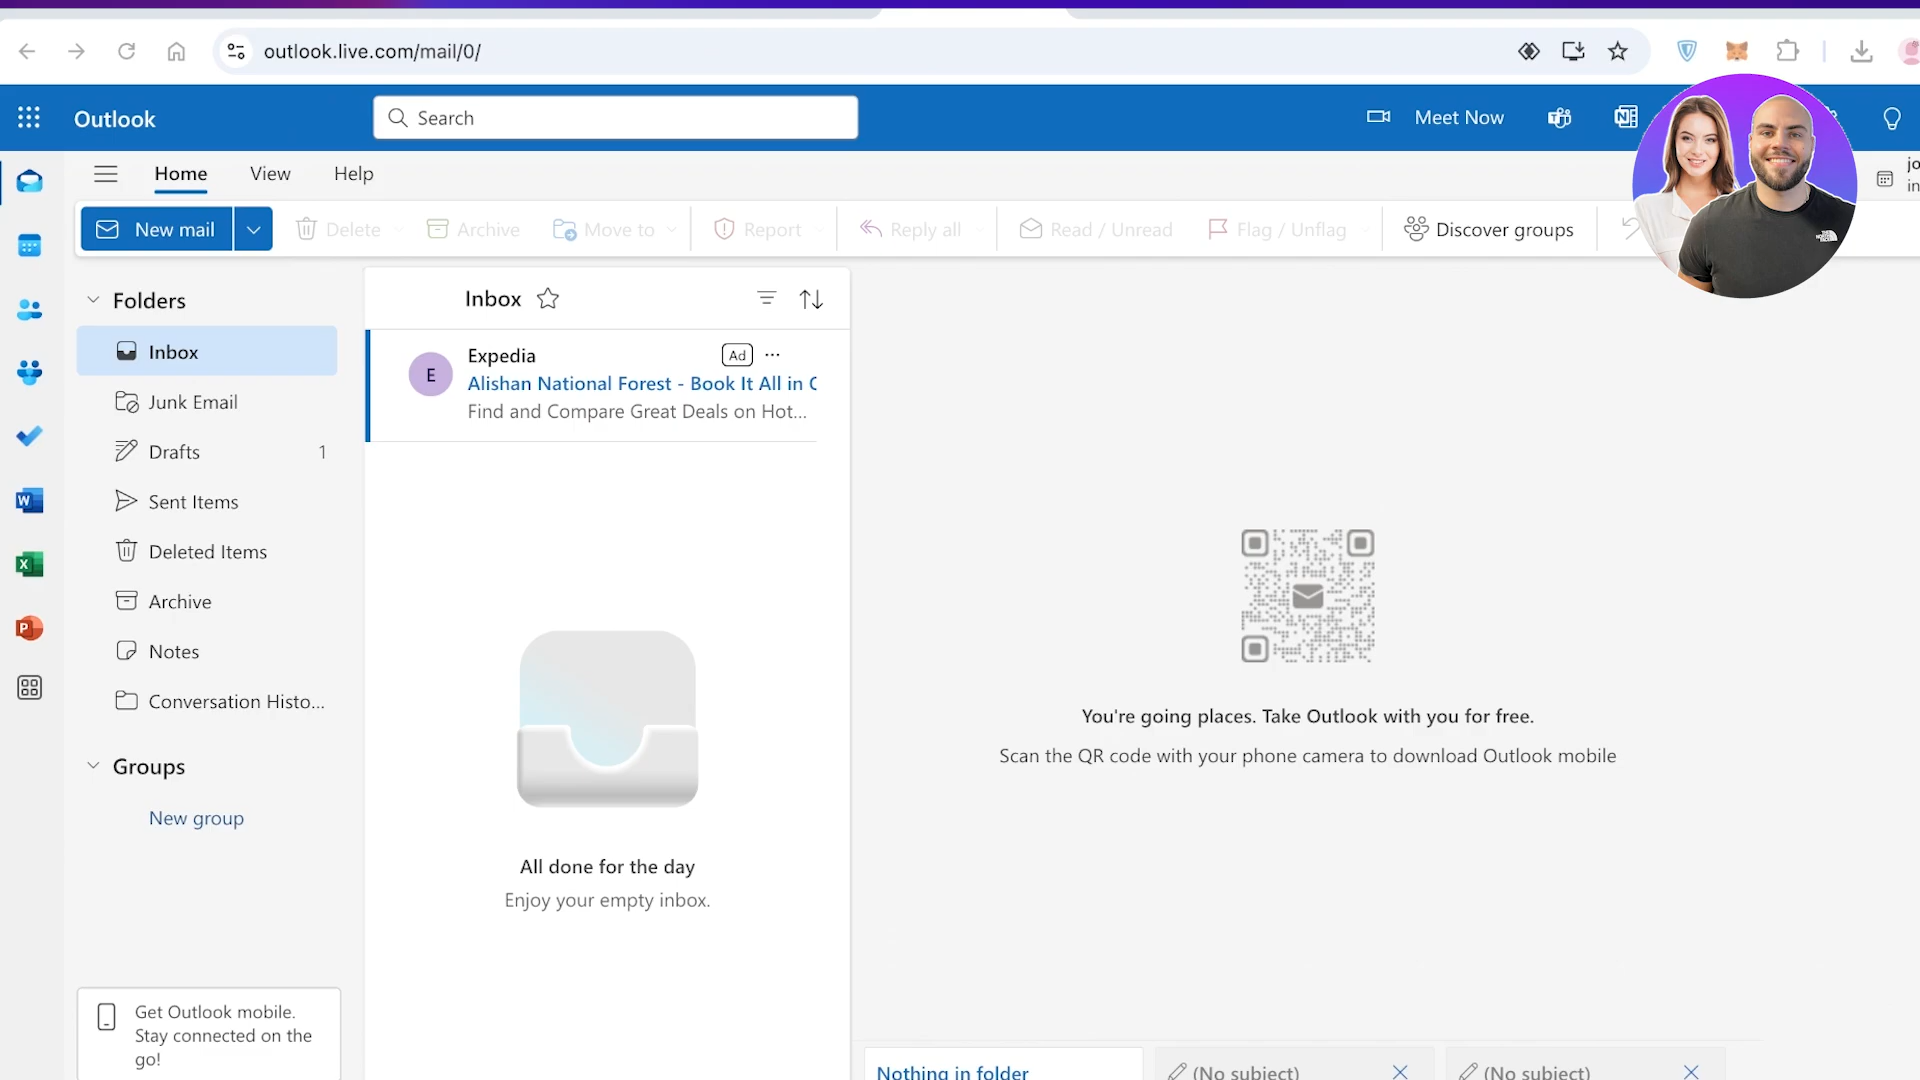 outlook.live.com/mail/0/
Outlook
Search
Meet Now
Home
View
Help
jo
in
New mail
Delete
Archive
Move to
Report
Reply all
Read / Unread
Flag / Unflag
Discover groups
Folders
Inbox
Junk Email
Drafts 1
Sent Items
Deleted Items
Archive
Notes
Conversation Histo...
Groups
New group
Get Outlook mobile.
Stay connected on the
go!
Inbox
E
Expedia
Ad
Alishan National Forest - Book It All in
Find and Compare Great Deals on Hot...
All done for the day
Enjoy your empty inbox.
You're going places. Take Outlook with you for free.
Scan the QR code with your phone camera to download Outlook mobile
Nothing in folder
(No subject)
(No subject)